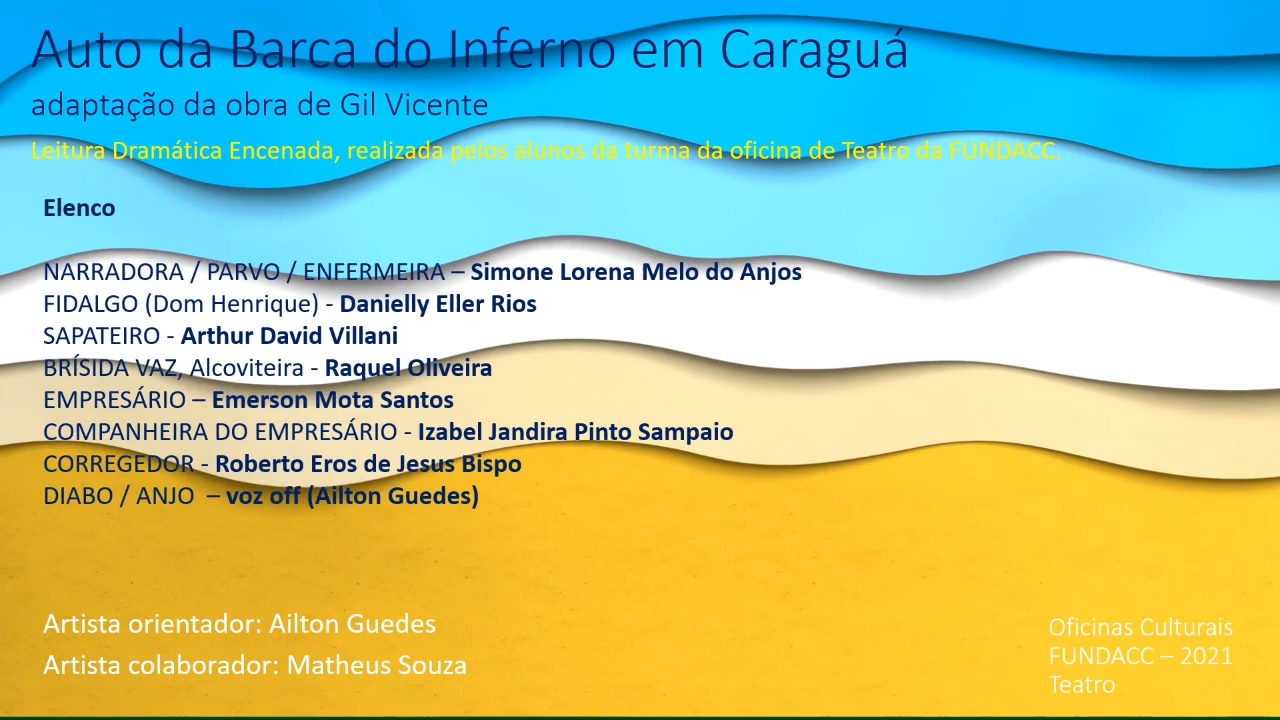 Auto da Barca do Inferno em Caraguá
adaptação da obra de Gil Vicente
Leitura Dramática Encenada, realizada pelos alunos da turma da oficina de Teatro da FUNDACC.
Elenco
NARRADORA / PARVO / ENFERMEIRA – Simone Lorena Melo do Anjos
FIDALGO (Dom Henrique) - Danielly Eller Rios
SAPATEIRO - Arthur David Villani
BRÍSIDA VAZ, Alcoviteira - Raquel Oliveira
EMPRESÁRIO – Emerson Mota Santos
COMPANHEIRA DO EMPRESÁRIO - Izabel Jandira Pinto Sampaio
CORREGEDOR - Roberto Eros de Jesus Bispo
DIABO / ANJO – voz off (Ailton Guedes)
Artista orientador: Ailton Guedes
Artista colaborador: Matheus Souza
Oficinas Culturais
FUNDACC – 2021
Teatro